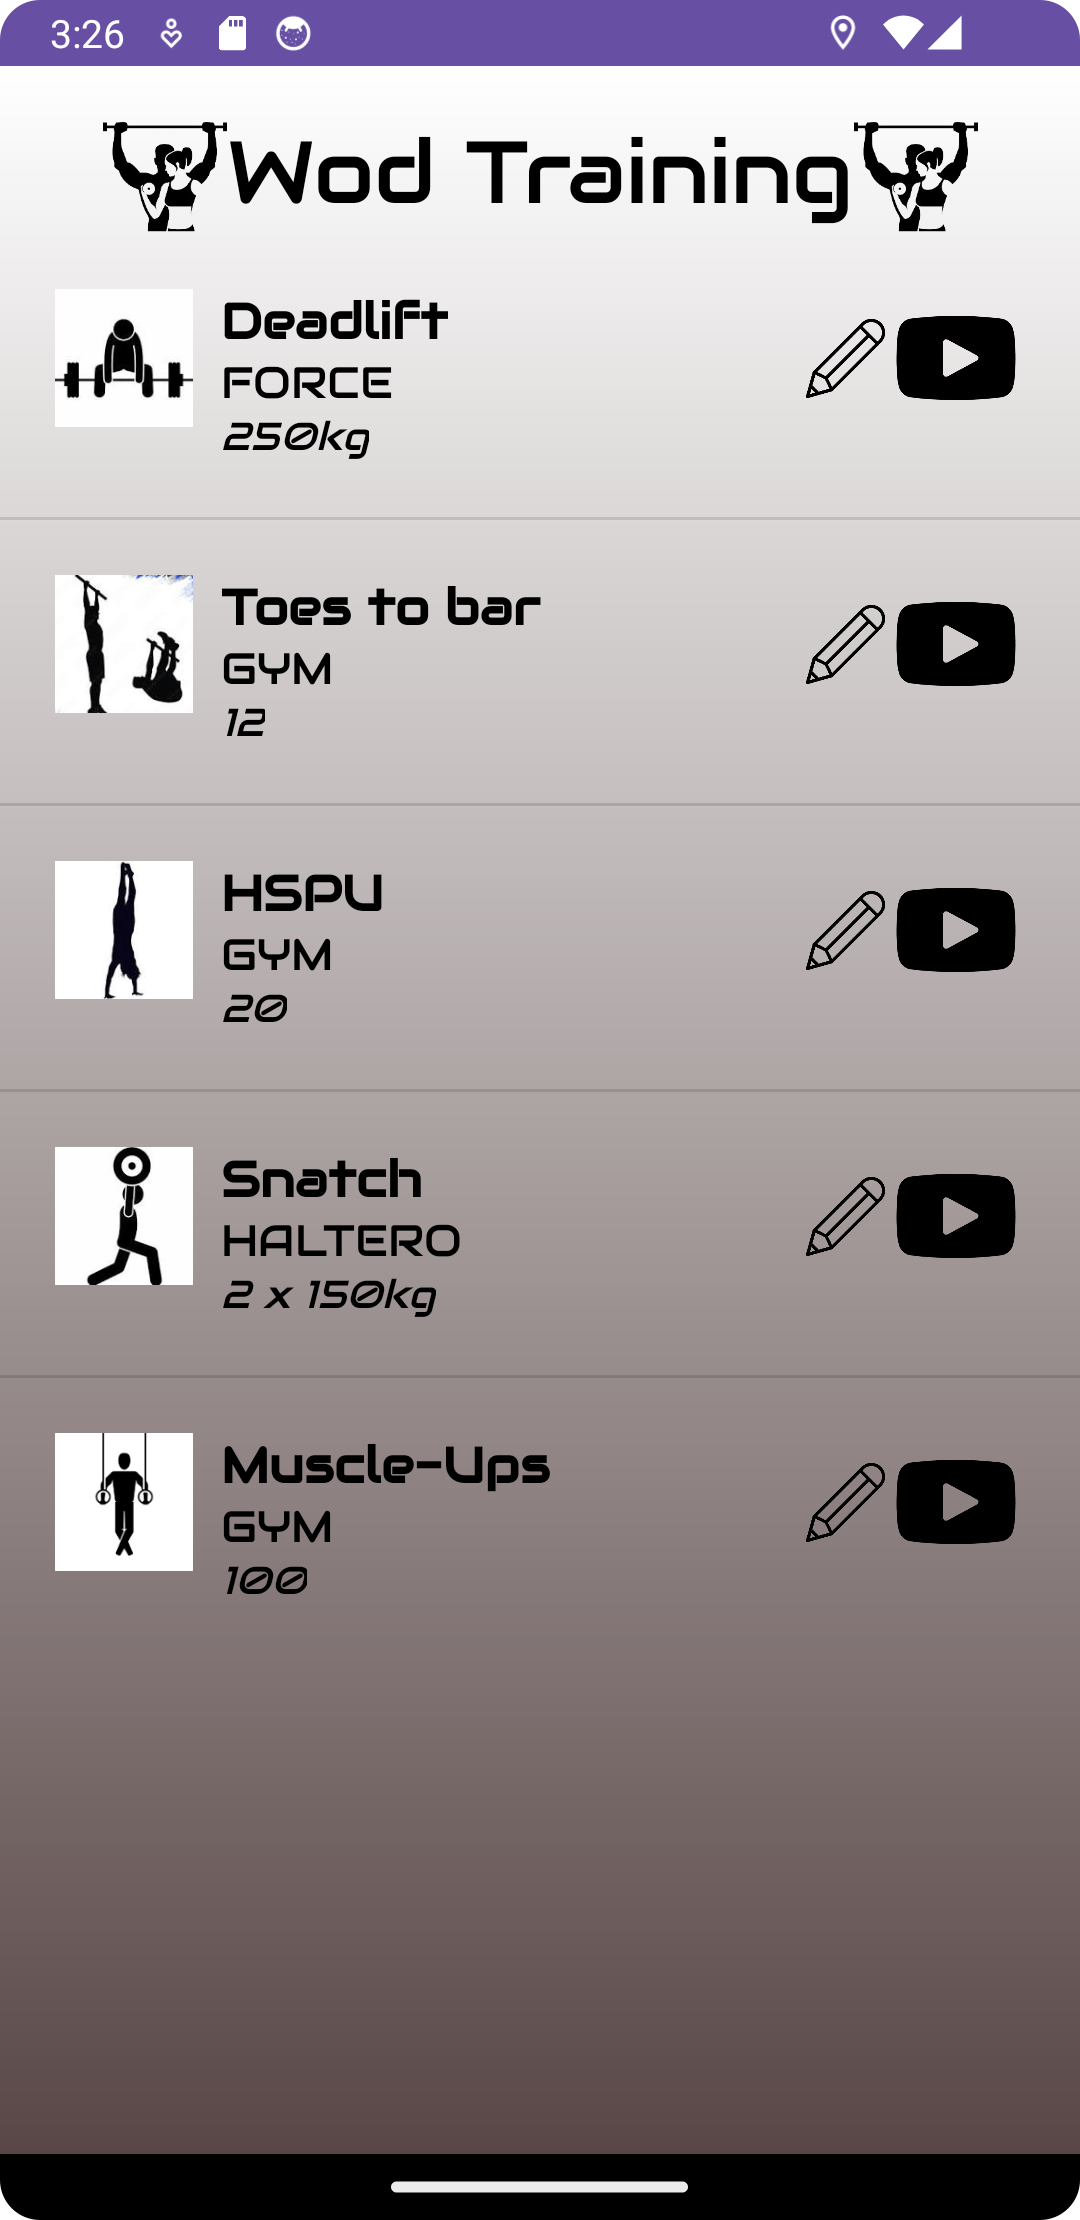 3:26
Wod Training
Deadlift
FORCE
250kg
Toes to bar
GYM
12
HSPU
GYM
20
Snatch
HALTERO
2 x 150kg
Muscle-Ups
GYM
100